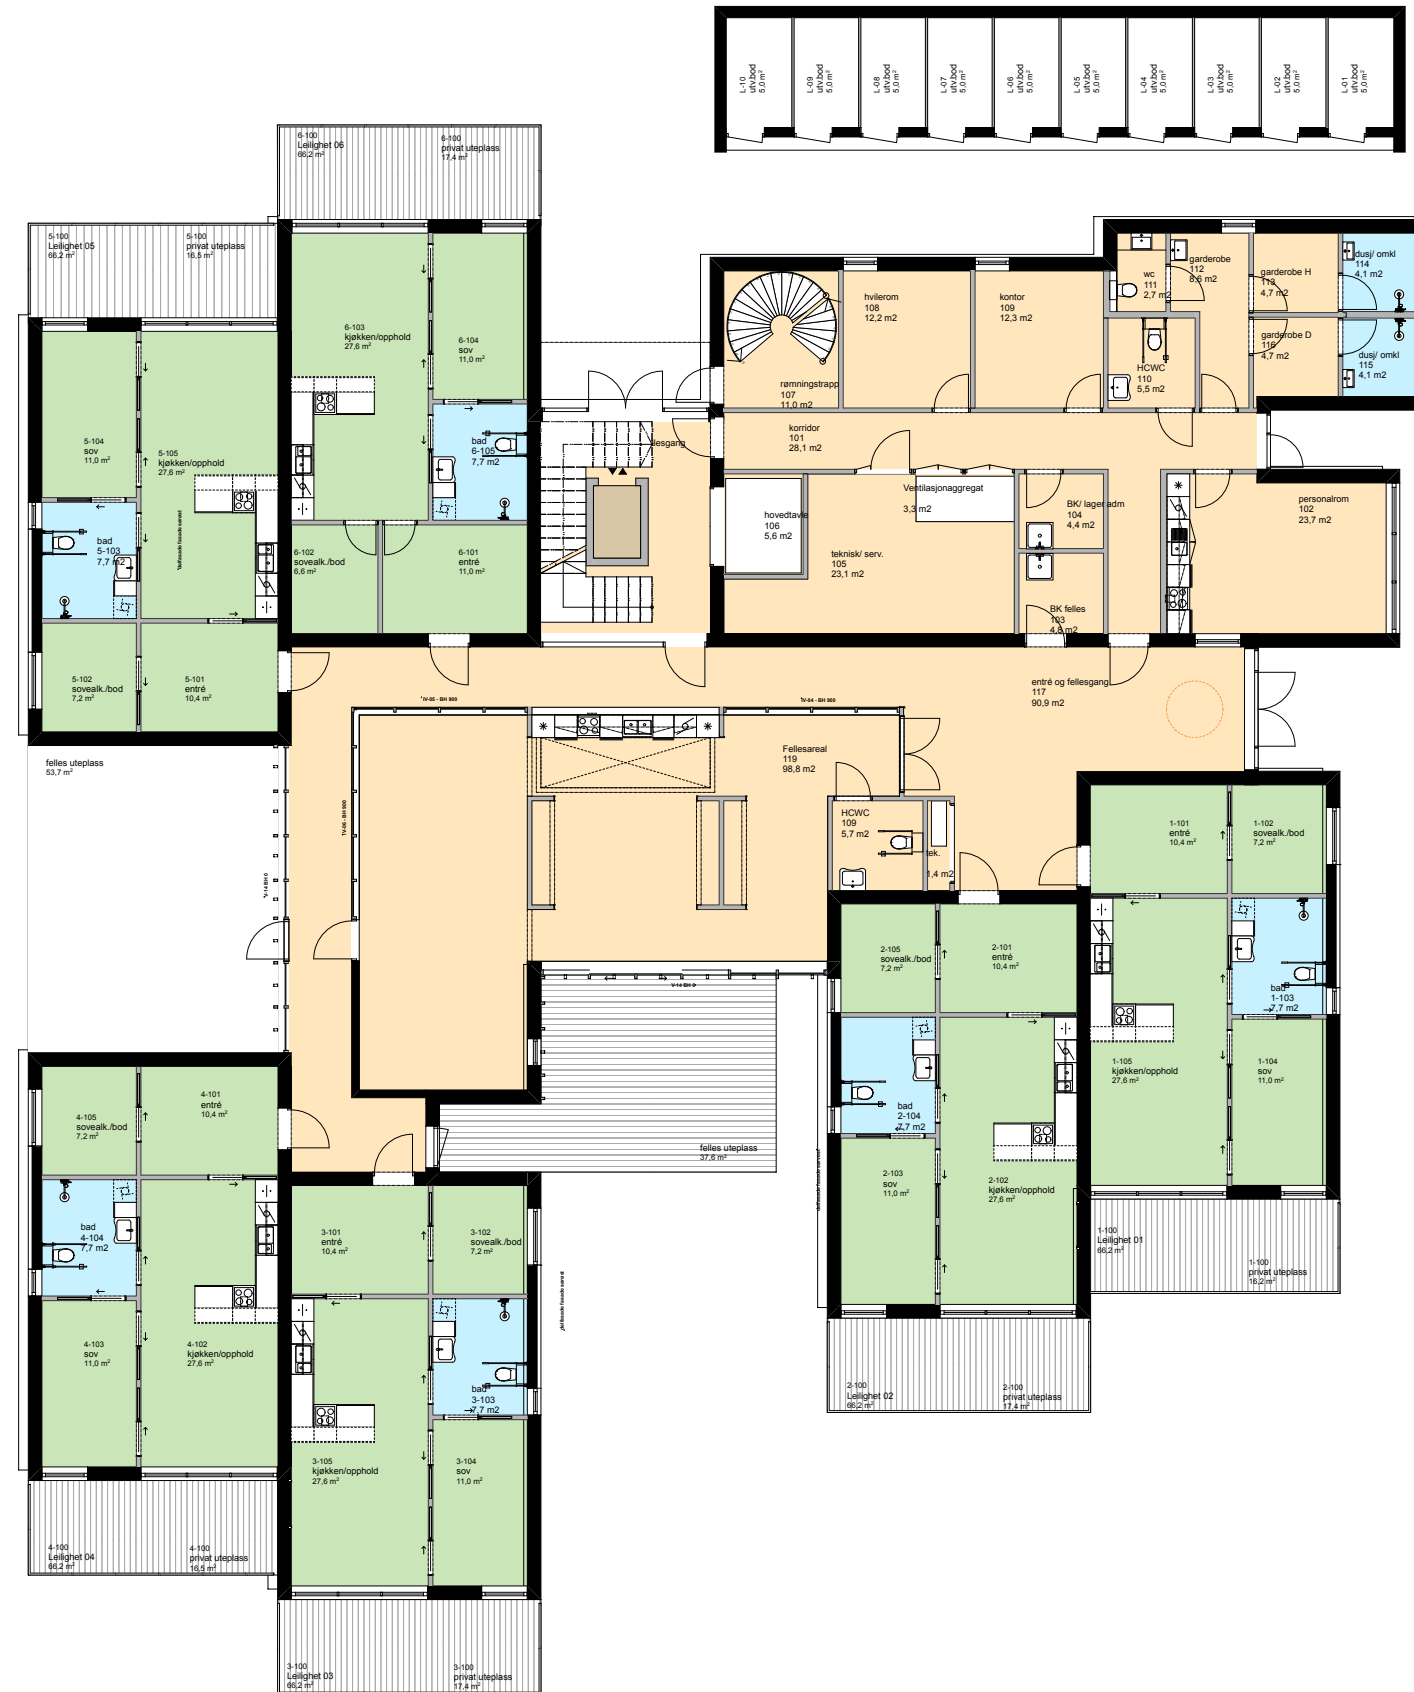 L-10
utv.bod
5,0 m²
L-09
utv.bod
5,0 m²
L-08
utv.bod
5,0 m²
L-07
utv.bod
5,0 m²
L-06
utv.bod
5,0 m²
L-05
utv.bod
5,0 m²
L-04
utv.bod
5,0 m²
L-03
utv.bod
5,0 m²
L-02
utv.bod
5,0 m²
L-01
utv.bod
5,0 m²
6-100
Leilighet 06
66,2 m²
6-100
privat uteplass
17,4 m²
5-100
Leilighet 05
66,2 m²
5-100
privat uteplass
16,5 m²
6-103
kjøkken/opphold
27,6 m²
6-104
sov
11,0 m²
bad
6-105
7,7 m2
6-102
sovealk./bod
6,6 m²
6-101
entré
11,0 m²
5-104
sov
11,0 m²
5-105
kjøkken/opphold
27,6 m²
bad
5-103
7,7 m2
5-102
sovealk./bod
7,2 m²
5-101
entré
10,4 m²
hvilerom
108
12,2 m2
kontor
109
12,3 m2
wc
111
2,7 m2
garderobe
112
8,6 m2
garderobe H
113
4,7 m2
dusj/ omkl
114
4,1 m2
garderobe D
116
4,7 m2
dusj/ omkl
115
4,1 m2
HCWC
110
5,5 m2
rømningstrapp
107
11,0 m2
korridor
101
28,1 m2
llesgang
hovedtavle
106
5,6 m2
Ventilasjonaggregat
3,3 m2
teknisk/ serv.
105
23,1 m2
BK/ lager adm
104
4,4 m2
BK felles
103
4,8 m2
personalrom
102
23,7 m2
entré og fellesgang
117
90,9 m2
IV-05 - BH 900
IV-04 - BH 900
IV-06 - BH 900
V-14 BH 0
Fellesareal
119
98,8 m2
HCWC
109
5,7 m2
tek.
1,4 m2
felles uteplass
53,7 m²
1-101
entré
10,4 m²
1-102
sovealk./bod
7,2 m²
bad
1-103
7,7 m2
1-105
kjøkken/opphold
27,6 m²
1-104
sov
11,0 m²
1-100
Leilighet 01
66,2 m²
1-100
privat uteplass
16,2 m²
2-105
sovealk./bod
7,2 m²
2-101
entré
10,4 m²
bad
2-104
7,7 m2
2-103
sov
11,0 m²
2-102
kjøkken/opphold
27,6 m²
2-100
Leilighet 02
66,2 m²
2-100
privat uteplass
17,4 m²
V-14 BH 0
felles uteplass
37,6 m²
4-105
sovealk./bod
7,2 m²
4-101
entré
10,4 m²
bad
4-104
7,7 m2
4-103
sov
11,0 m²
4-102
kjøkken/opphold
27,6 m²
4-100
Leilighet 04
66,2 m²
4-100
privat uteplass
16,5 m²
3-101
entré
10,4 m²
3-102
sovealk./bod
7,2 m²
bad
3-103
7,7 m2
3-105
kjøkken/opphold
27,6 m²
3-104
sov
11,0 m²
3-100
Leilighet 03
66,2 m²
3-100
privat uteplass
17,4 m²